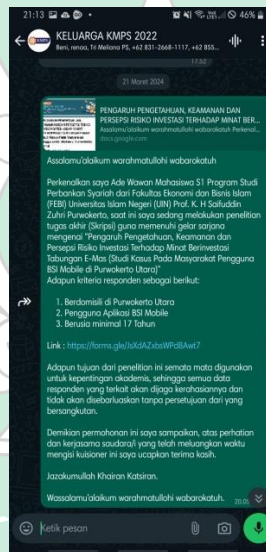 21:13
46%
KELUARGA KMPS 2022
Beni, renaa, Tri Meliana PS, +62 831-2668-1117, +62 855...
17.52
21 Maret 2024
PENGARUH PENGETAHUAN, KEAMANAN DAN
PERSEPSI RISIKO INVESTASI TERHADAP MINAT BER...
Assalamu'alaikum warahmatullohi wabarokatuh Perkenal...
docs.google.com
Assalamu'alaikum warahmatullohi wabarokatuh
Perkenalkan saya Ade Wawan Mahasiswa S1 Program Studi
Perbankan Syariah dari Fakultas Ekonomi dan Bisnis Islam
(FEBI) Universitas Islam Negeri (UIN) Prof. K. H Saifuddin
Zuhri Purwokerto, saat ini saya sedang melakukan penelitian
tugas akhir (Skripsi) guna memenuhi gelar sarjana
mengenai "Pengaruh Pengetahuan, Keamanan dan
Persepsi Risiko Investasi Terhadap Minat Berinvestasi
Tabungan E-Mas (Studi Kasus Pada Masyarakat Pengguna
BSI Mobile di Purwokerto Utara)"
Adapun kriteria responden sebagai berikut:
1. Berdomisili di Purwokerto Utara
2. Pengguna Aplikasi BSI Mobile
3. Berusia minimal 17 Tahun
Link : https://forms.gle/JsXdAZxbsWPdBAwt7
Adapun tujuan dari penelitian ini semata mata digunakan
untuk kepentingan akademis, sehingga semua data
responden yang terkait akan dijaga kerahasiannya dan
tidak akan disebarluaskan tanpa persetujuan dari yang
bersangkutan.
Demikian permohonan ini saya sampaikan, atas perhatian
dan kerjasama saudara/i yang telah meluangkan waktu
mengisi kuisioner ini saya ucapkan terima kasih.
Jazakumullah Khairan Katsiran.
Wassalamu'alaikum warahmatullohi wabarokatuh.
Ketik pesan